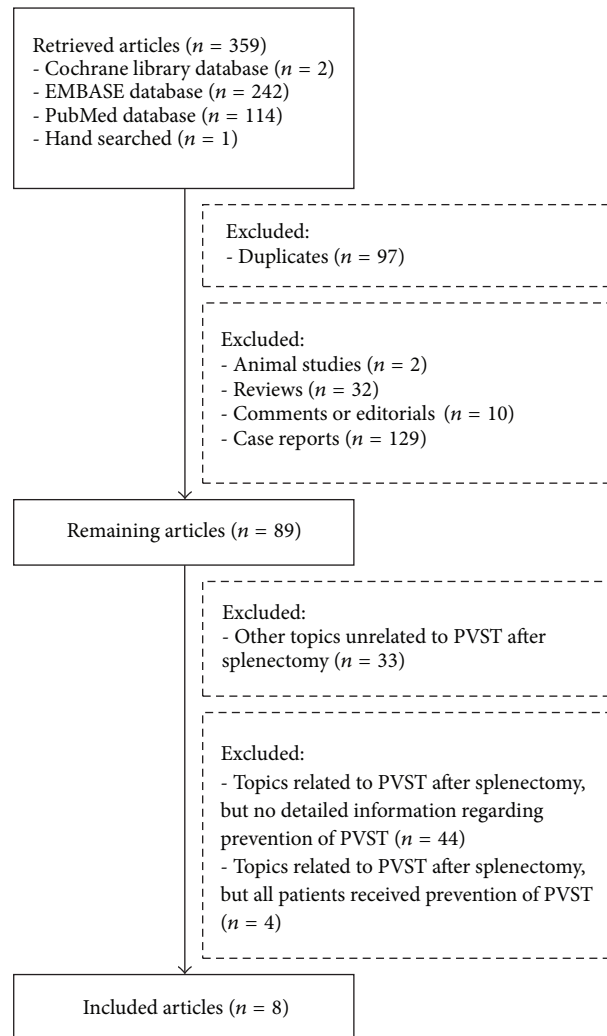 Retrieved articles (n = 359)
- Cochrane library database (n = 2)
- EMBASE database (n = 242)
- PubMed database (n = 114)
- Hand searched (n = 1)
Excluded:
- Duplicates (n = 97)
Excluded:
- Animal studies (n = 2)
- Reviews (n = 32)
- Comments or editorials (n = 10)
- Case reports (n = 129)
Remaining articles (n = 89)
Excluded:
- Other topics unrelated to PVST after
splenectomy (n = 33)
Excluded:
- Topics related to PVST after splenectomy,
but no detailed information regarding
prevention of PVST (n = 44)
- Topics related to PVST after splenectomy,
but all patients received prevention of PVST
(n = 4)
Included articles (n = 8)